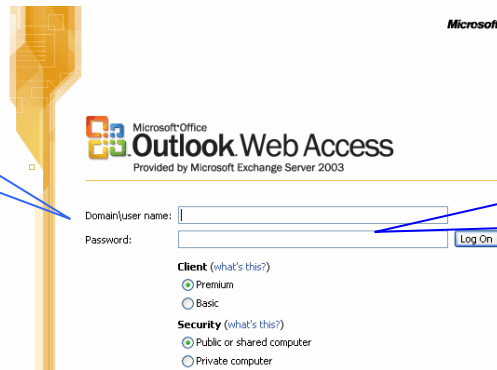 Microsoft
Microsoft Office
Outlook Web Access
Provided by Microsoft Exchange Server 2003
Domain\user name:
Password:
Log On
Client (what's this?)
Premium
Basic
Security (what's this?)
Public or shared computer
Private computer